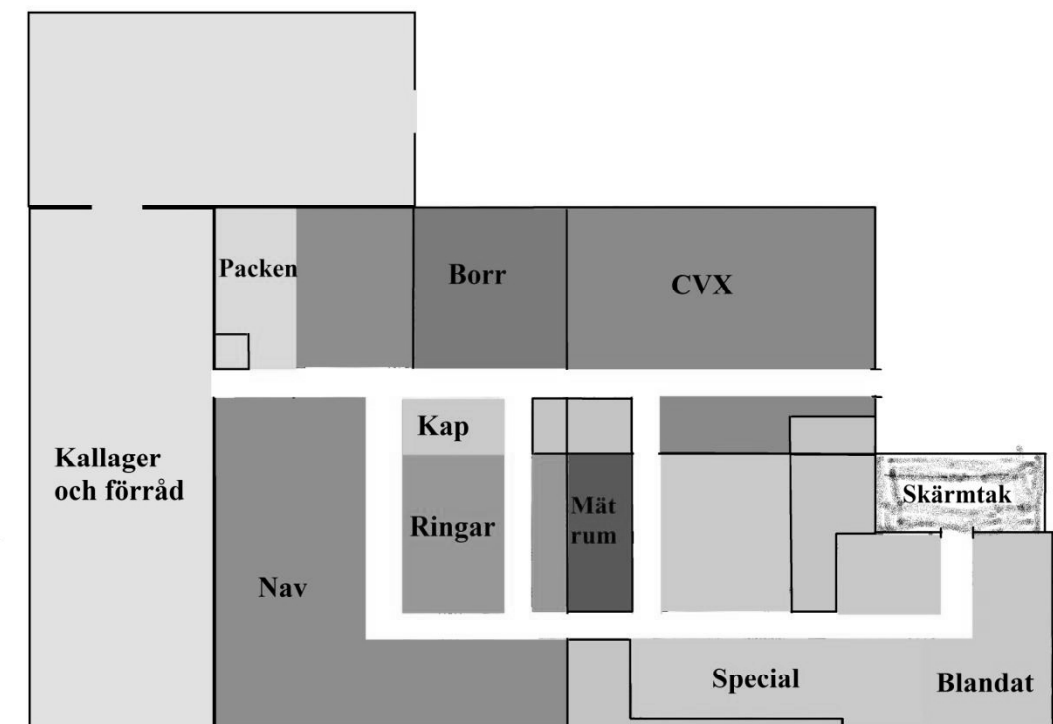 Packen
Borr
CVX
Kap
Kallager
och förråd
Ringar
Mät
rum
Skärmtak
Nav
Special
Blandat